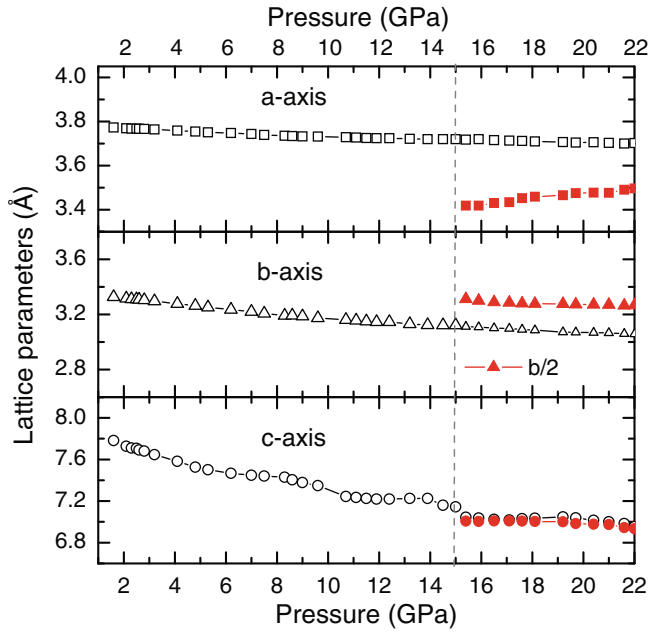 Pressure (GPa)
2 4 6 8 10 12 14 16 18 20 22
Lattice parameters (Å)
4.0
a-axis
3.8
3.6
3.4
3.6
b-axis
3.2
b/2
2.8
8.0
c-axis
7.6
7.2
6.8
2 4 6 8 10 12 14 16 18 20 22
Pressure (GPa)